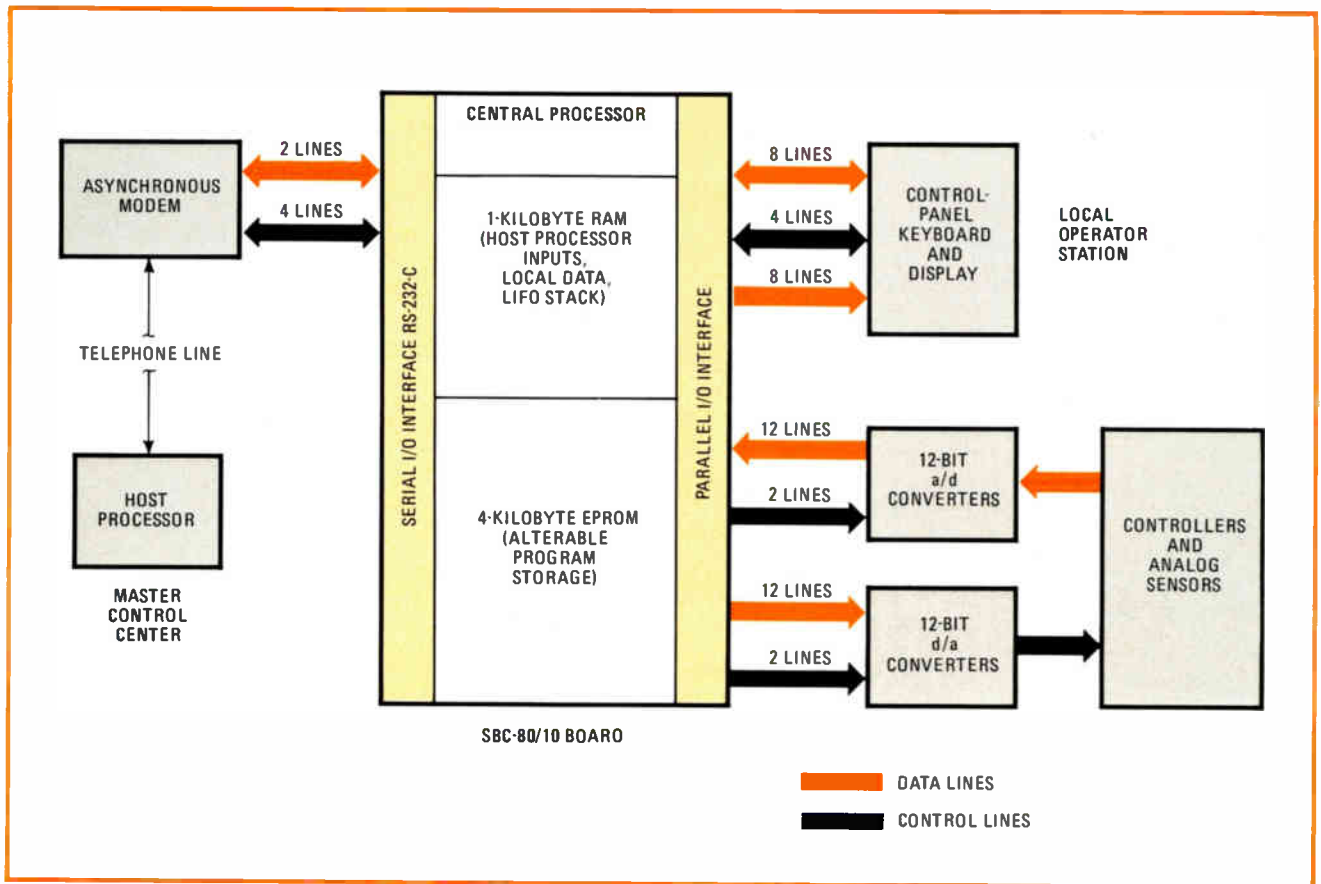 ASYNCHRONOUS
MODEM
2 LINES
4 LINES
TELEPHONE LINE
HOST
PROCESSOR
MASTER
CONTROL
CENTER
SERIAL I/O INTERFACE RS-232-C
CENTRAL PROCESSOR
1-KILOBYTE RAM
(HOST PROCESSOR
INPUTS,
LOCAL DATA,
LIFO STACK)
4-KILOBYTE EPROM
(ALTERABLE
PROGRAM
STORAGE)
PARALLEL I/O INTERFACE
SBC-80/10 BOARD
8 LINES
4 LINES
8 LINES
CONTROL-
PANEL
KEYBOARD
AND
DISPLAY
LOCAL
OPERATOR
STATION
12 LINES
2 LINES
12-BIT
a/d
CONVERTERS
12 LINES
2 LINES
12-BIT
d/a
CONVERTERS
CONTROLLERS
AND
ANALOG
SENSORS
DATA LINES
CONTROL LINES